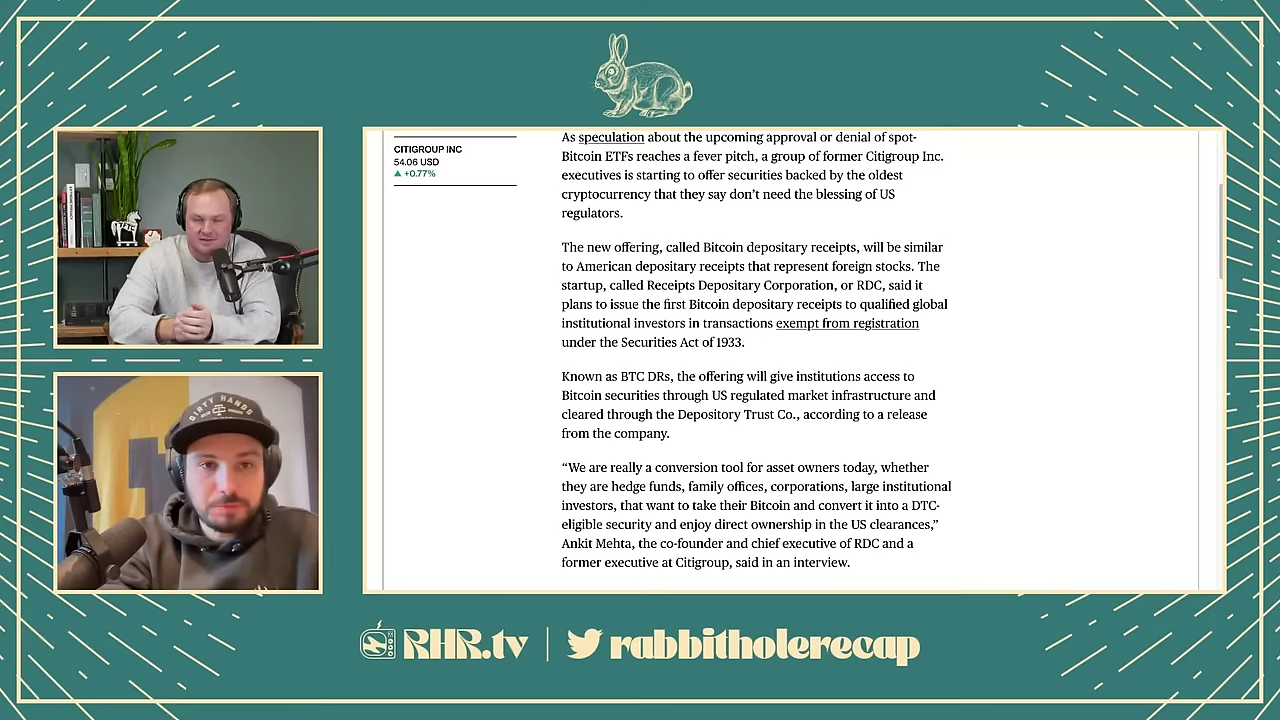 CITIGROUP INC
54.06 USD
+0.77%
As speculation about the upcoming approval or denial of spot-
Bitcoin ETFs reaches a fever pitch, a group of former Citigroup Inc.
executives is starting to offer securities backed by the oldest
cryptocurrency that they say don’t need the blessing of US
regulators.
The new offering, called Bitcoin depositary receipts, will be similar
to American depositary receipts that represent foreign stocks. The
startup, called Receipts Depositary Corporation, or RDC, said it
plans to issue the first Bitcoin depositary receipts to qualified global
institutional investors in transactions exempt from registration
under the Securities Act of 1933.
Known as BTC DRs, the offering will give institutions access to
Bitcoin securities through US regulated market infrastructure and
cleared through the Depository Trust Co., according to a release
from the company.
“We are really a conversion tool for asset owners today, whether
they are hedge funds, family offices, corporations, large institutional
investors, that want to take their Bitcoin and convert it into a DTC-
eligible security and enjoy direct ownership in the US clearances,”
Ankit Mehta, the co-founder and chief executive of RDC and a
former executive at Citigroup, said in an interview.
DIRTY HANDS
RHR.tv
rabbitholerecap